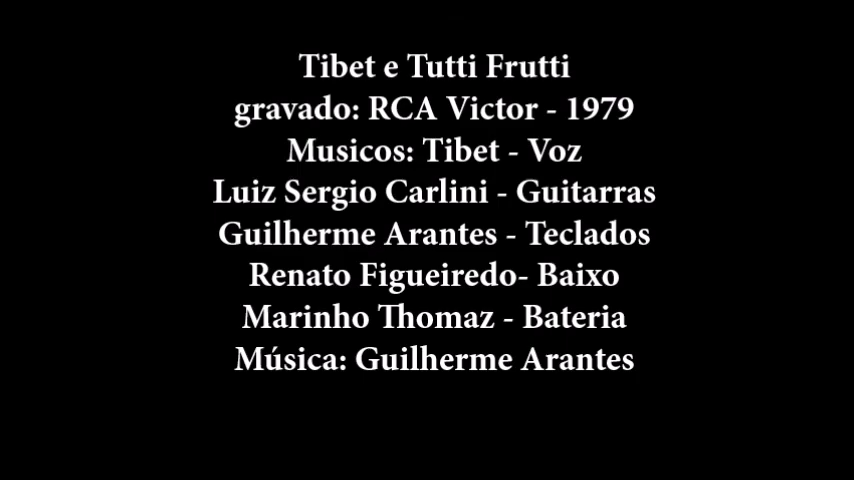 Tibet e Tutti Frutti
gravado: RCA Victor - 1979
Musicos: Tibet - Voz
Luiz Sergio Carlini - Guitarras
Guilherme Arantes - Teclados
Renato Figueiredo- Baixo
Marinho Thomaz - Bateria
Música: Guilherme Arantes